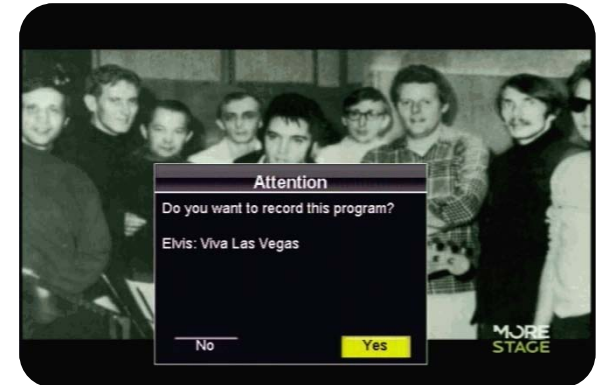 Attention
Do you want to record this program?
Elvis: Viva Las Vegas
No
Yes
MORE
STAGE